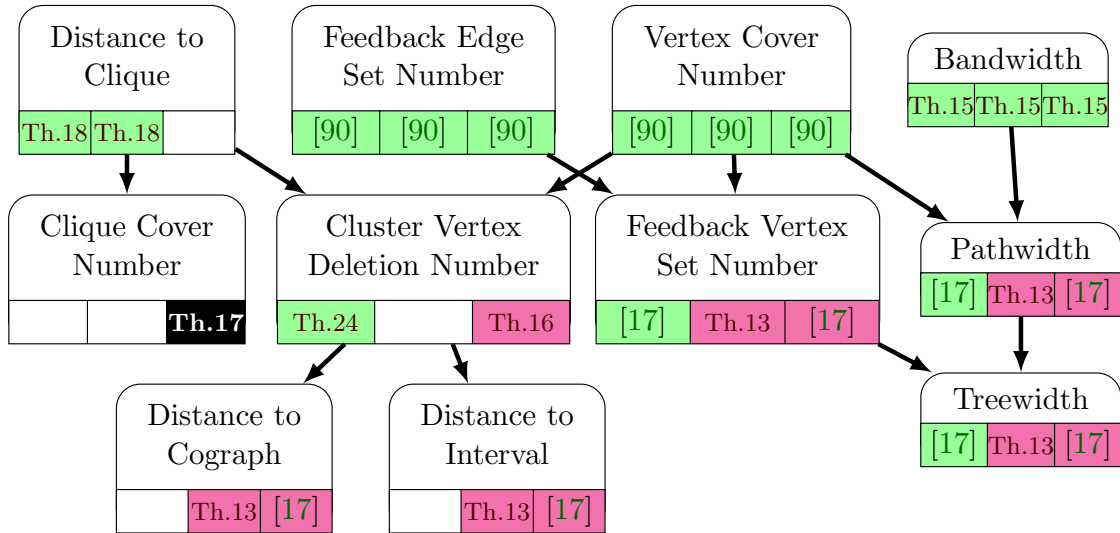 Distance to
Clique
Th.18 Th.18
Feedback Edge
Set Number
[90] [90] [90]
Vertex Cover
Number
[90] [90] [90]
Bandwidth
Th.15 Th.15 Th.15
Clique Cover
Number
Th.17
Cluster Vertex
Deletion Number
Th.24 Th.16
Feedback Vertex
Set Number
[17] Th.13 [17]
Pathwidth
[17] Th.13 [17]
Distance to
Cograph
Th.13 [17]
Distance to
Interval
Th.13 [17]
Treewidth
[17] Th.13 [17]